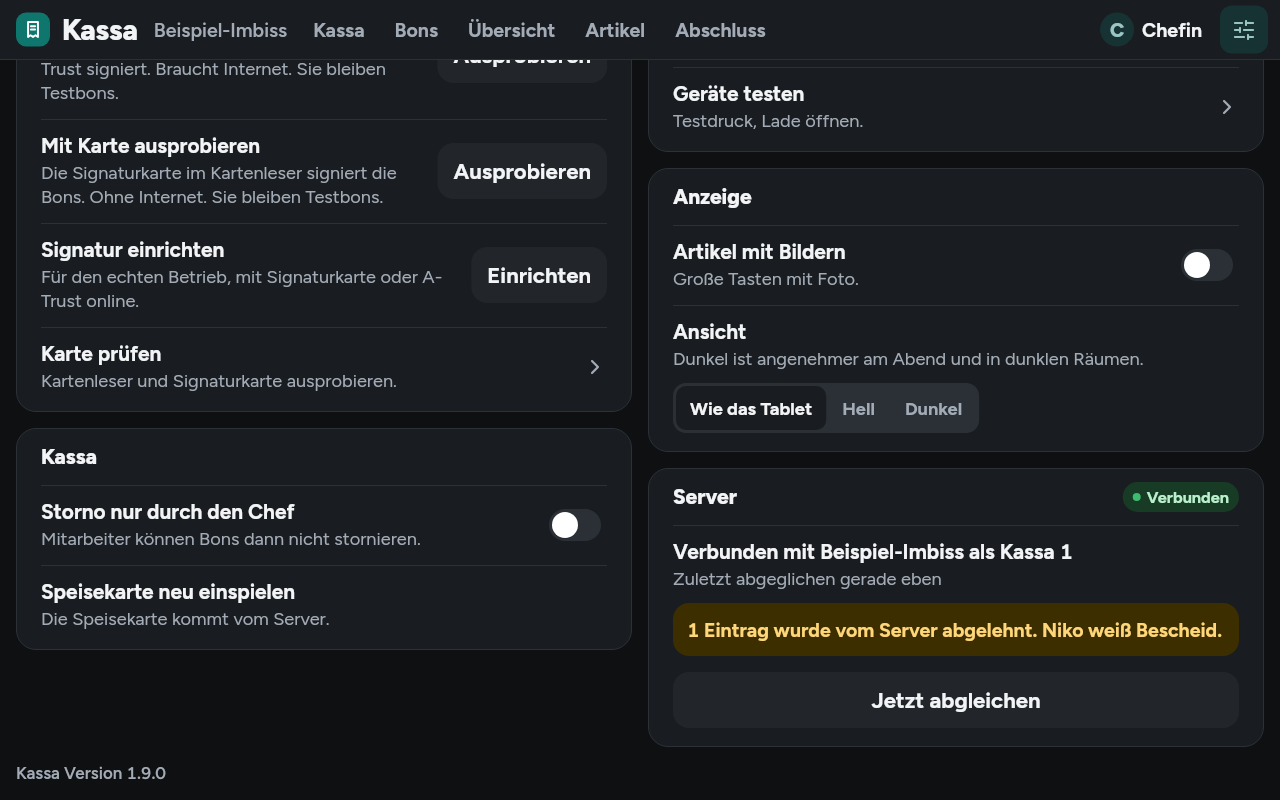 Kassa
Beispiel-Imbiss
Kassa
Bons
Übersicht
Artikel
Abschluss
C
Chefin
Trust signiert. Braucht Internet. Sie bleiben
Testbons.
Ausprobieren
Mit Karte ausprobieren
Die Signaturkarte im Kartenleser signiert die
Bons. Ohne Internet. Sie bleiben Testbons.
Ausprobieren
Signatur einrichten
Für den echten Betrieb, mit Signaturkarte oder A-
Trust online.
Einrichten
Karte prüfen
Kartenleser und Signaturkarte ausprobieren.
Kassa
Storno nur durch den Chef
Mitarbeiter können Bons dann nicht stornieren.
Speisekarte neu einspielen
Die Speisekarte kommt vom Server.
Geräte testen
Testdruck, Lade öffnen.
Anzeige
Artikel mit Bildern
Große Tasten mit Foto.
Ansicht
Dunkel ist angenehmer am Abend und in dunklen Räumen.
Wie das Tablet
Hell
Dunkel
Server
Verbunden
Verbunden mit Beispiel-Imbiss als Kassa 1
Zuletzt abgeglichen gerade eben
1 Eintrag wurde vom Server abgelehnt. Niko weiß Bescheid.
Jetzt abgleichen
Kassa Version 1.9.0